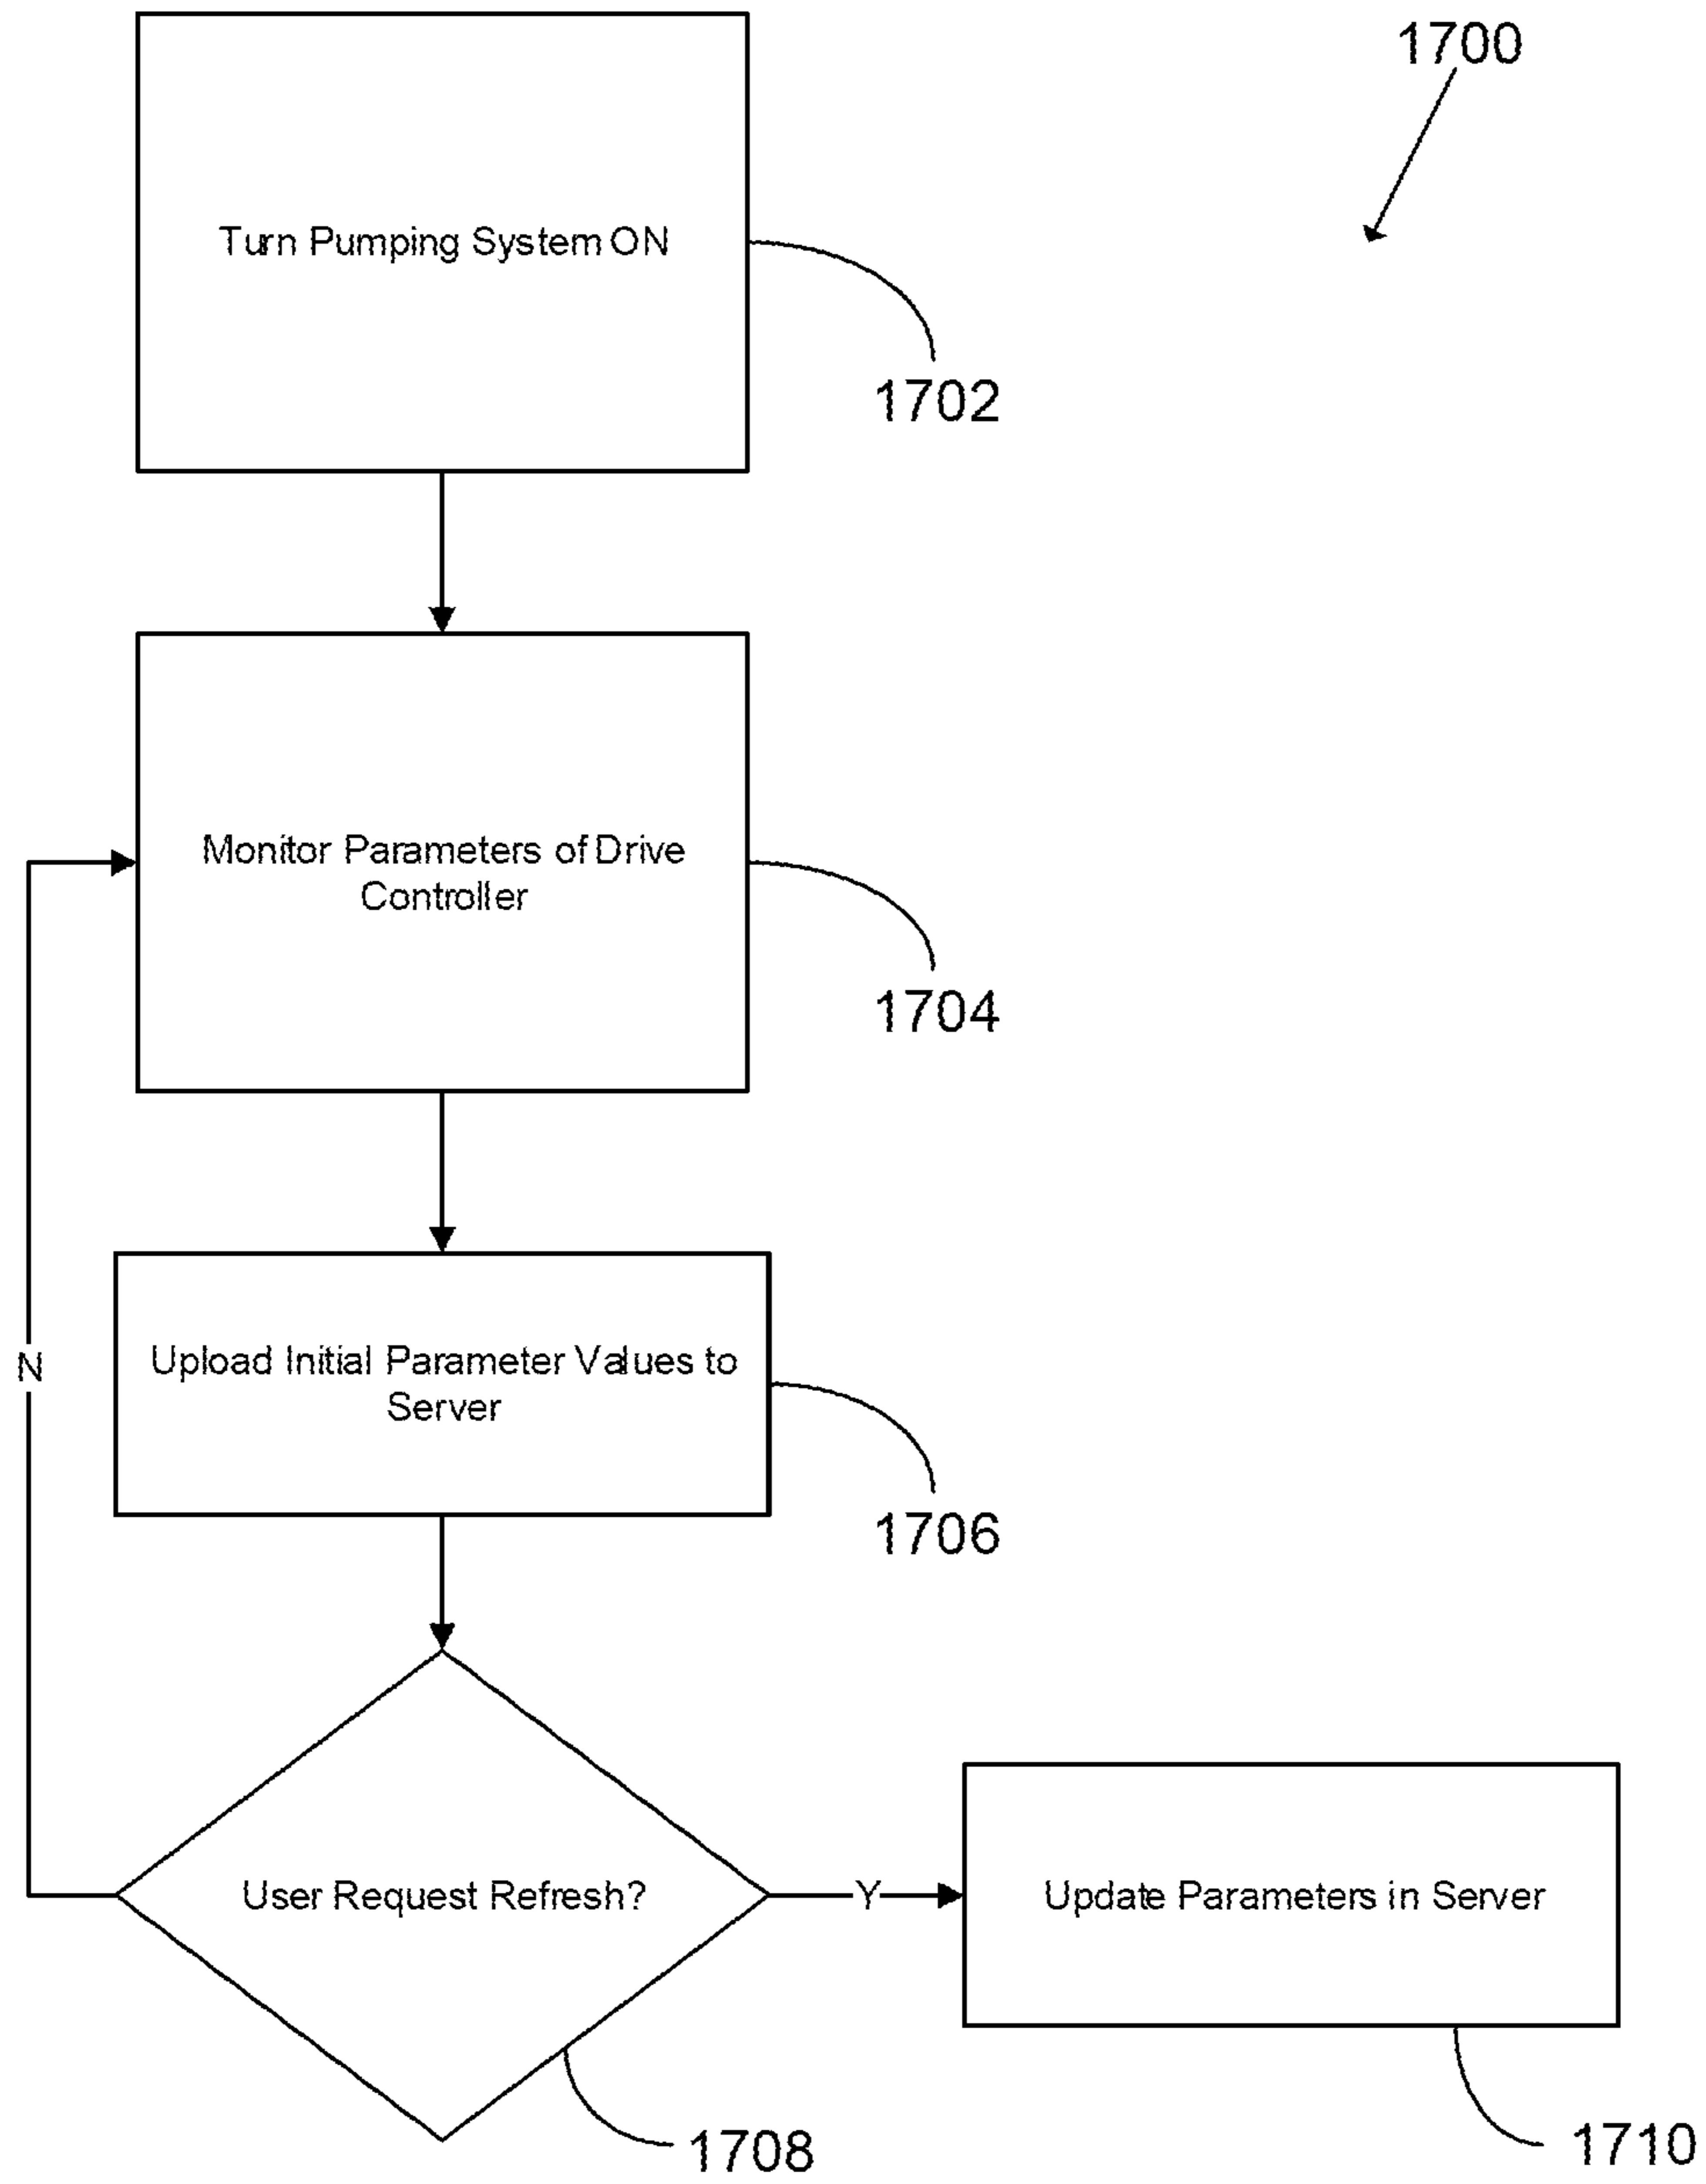 1700
Turn Pumping System ON
1702
Monitor Parameters of Drive
Controller
1704
N
Upload Initial Parameter Values to
Server
1706
User Request Refresh?
Y
Update Parameters in Server
1708
1710